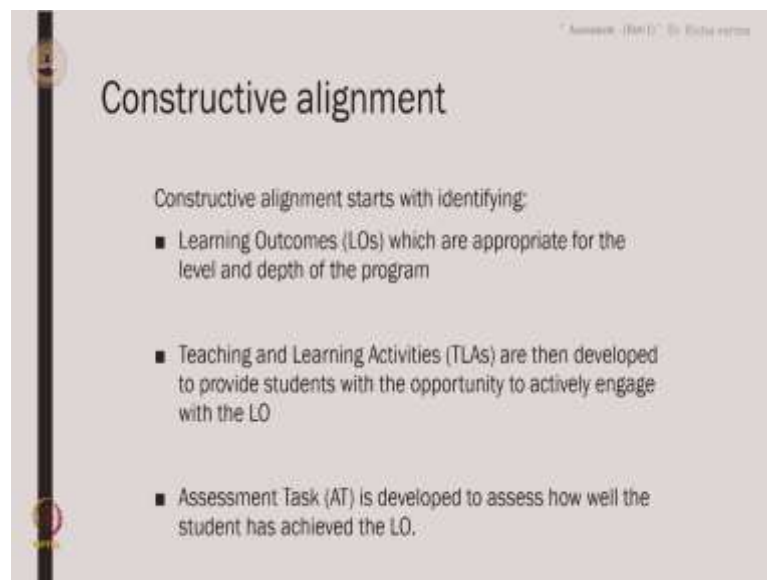 Constructive alignment
Constructive alignment starts with identifying:
■ Learning Outcomes (LOs) which are appropriate for the
level and depth of the program
■ Teaching and Learning Activities (TLAs) are then developed
to provide students with the opportunity to actively engage
with the LO
■ Assessment Task (AT) is developed to assess how well the
student has achieved the LO.